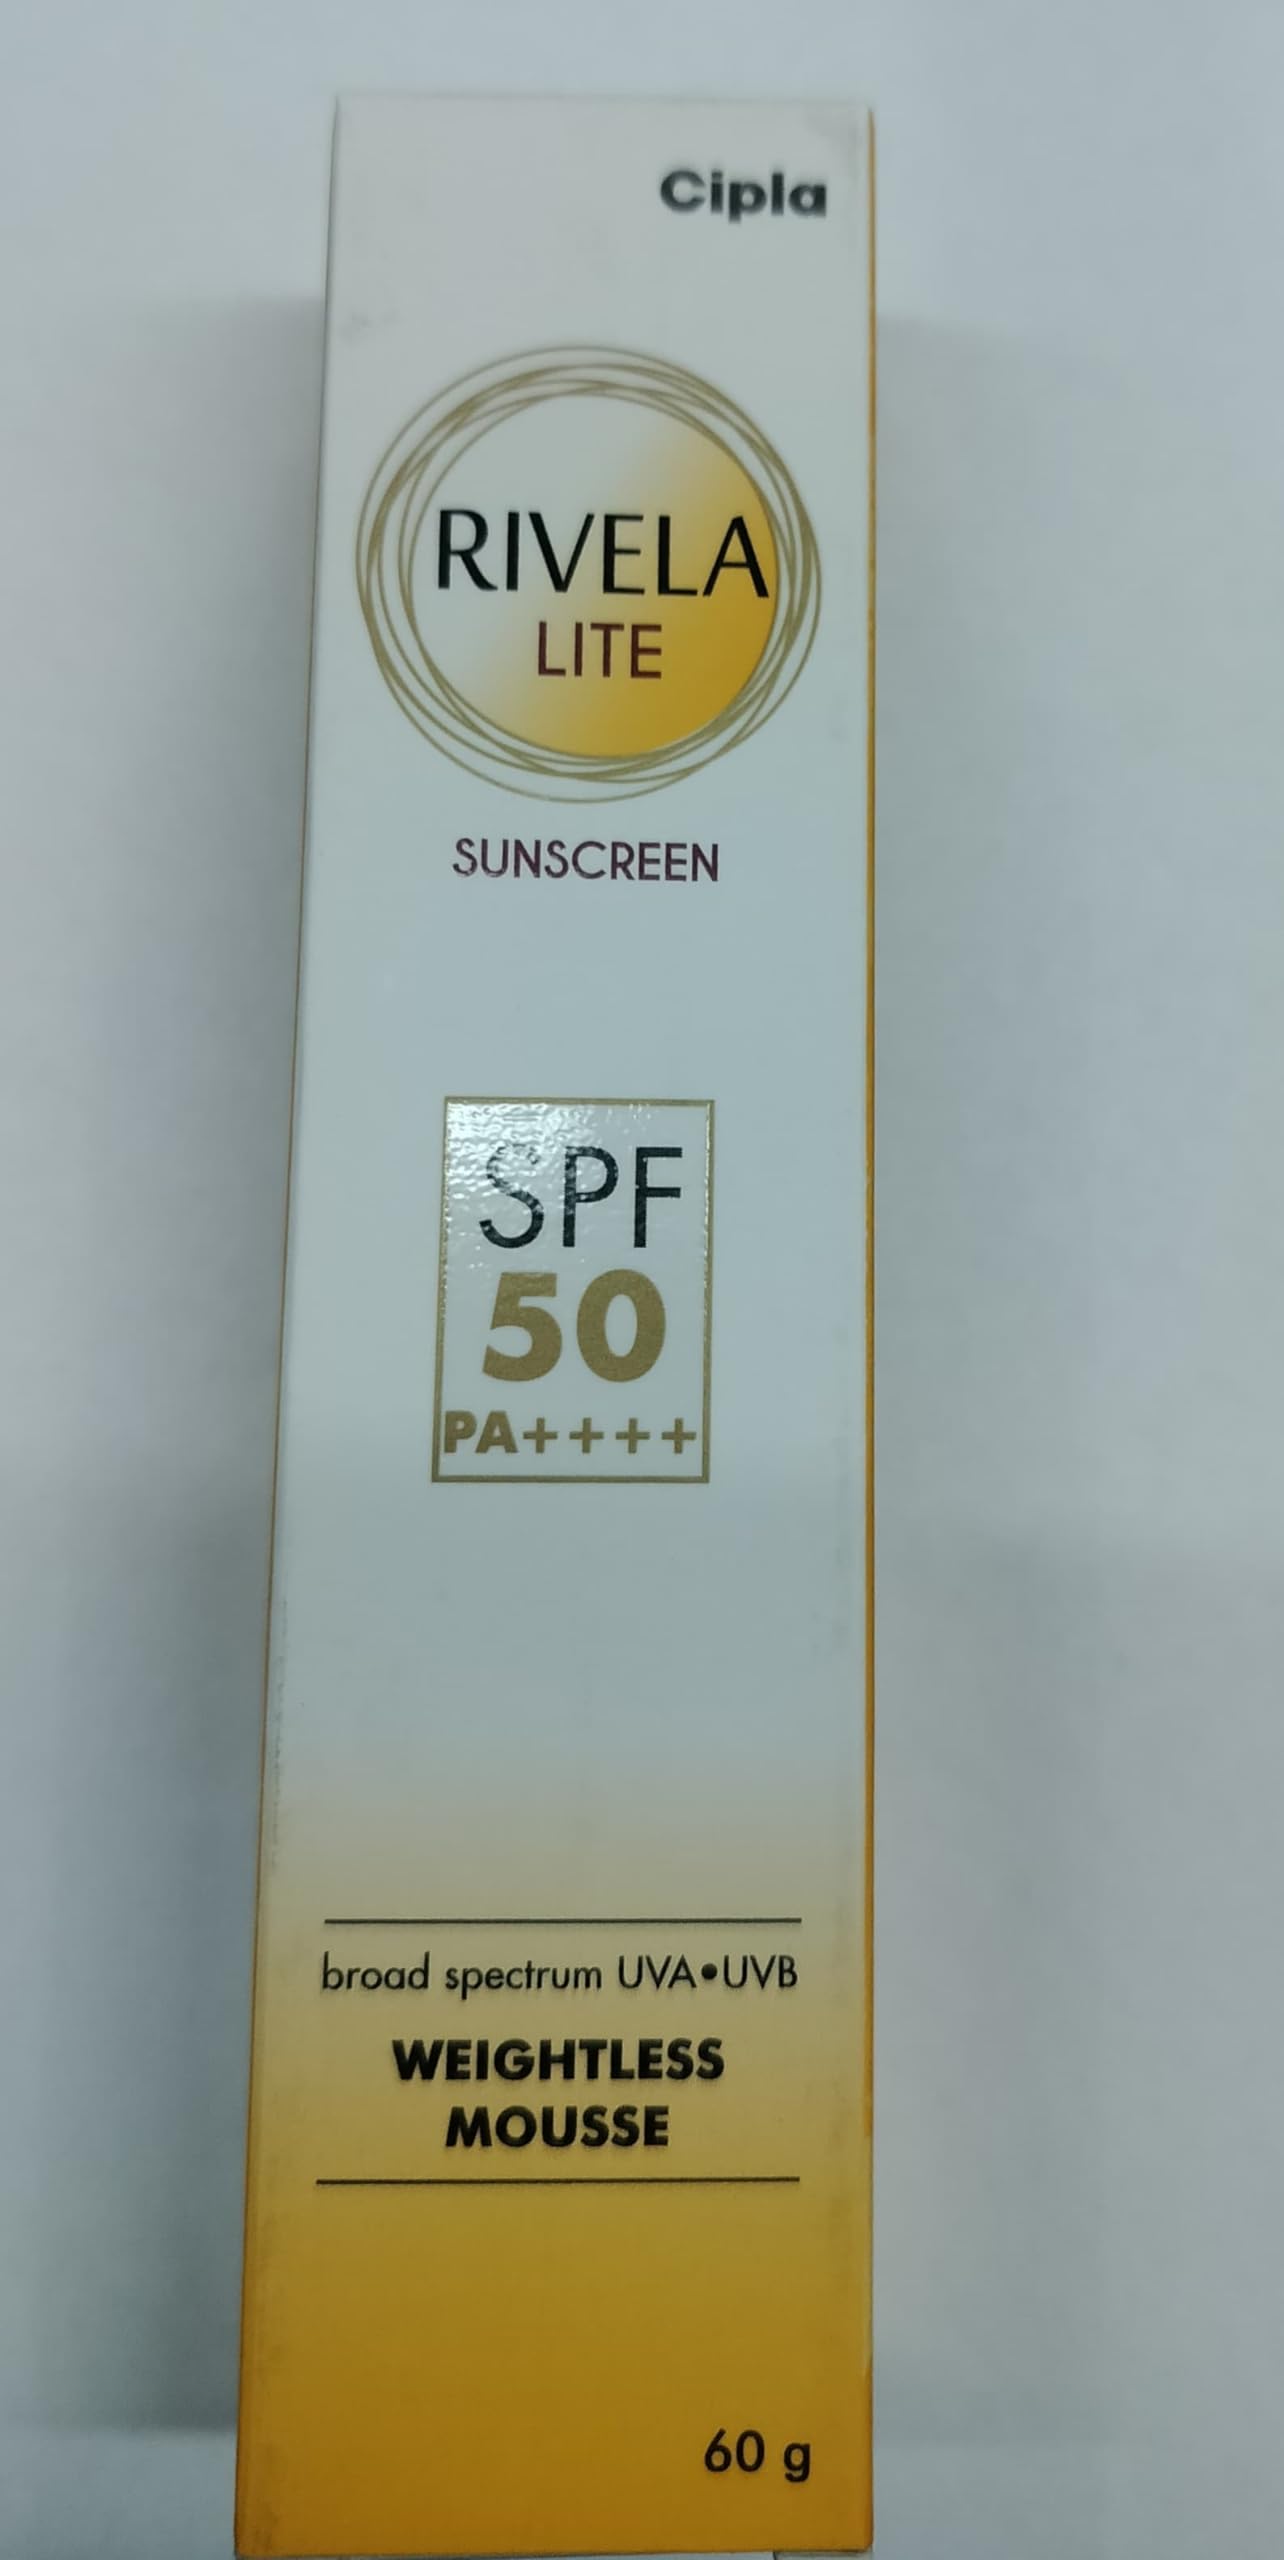 Cipla
RIVELA
LITE
SUNSCREEN
SPF
50
PA++++
broad spectrum UVA•UVB
WEIGHTLESS
MOUSSE
60 g